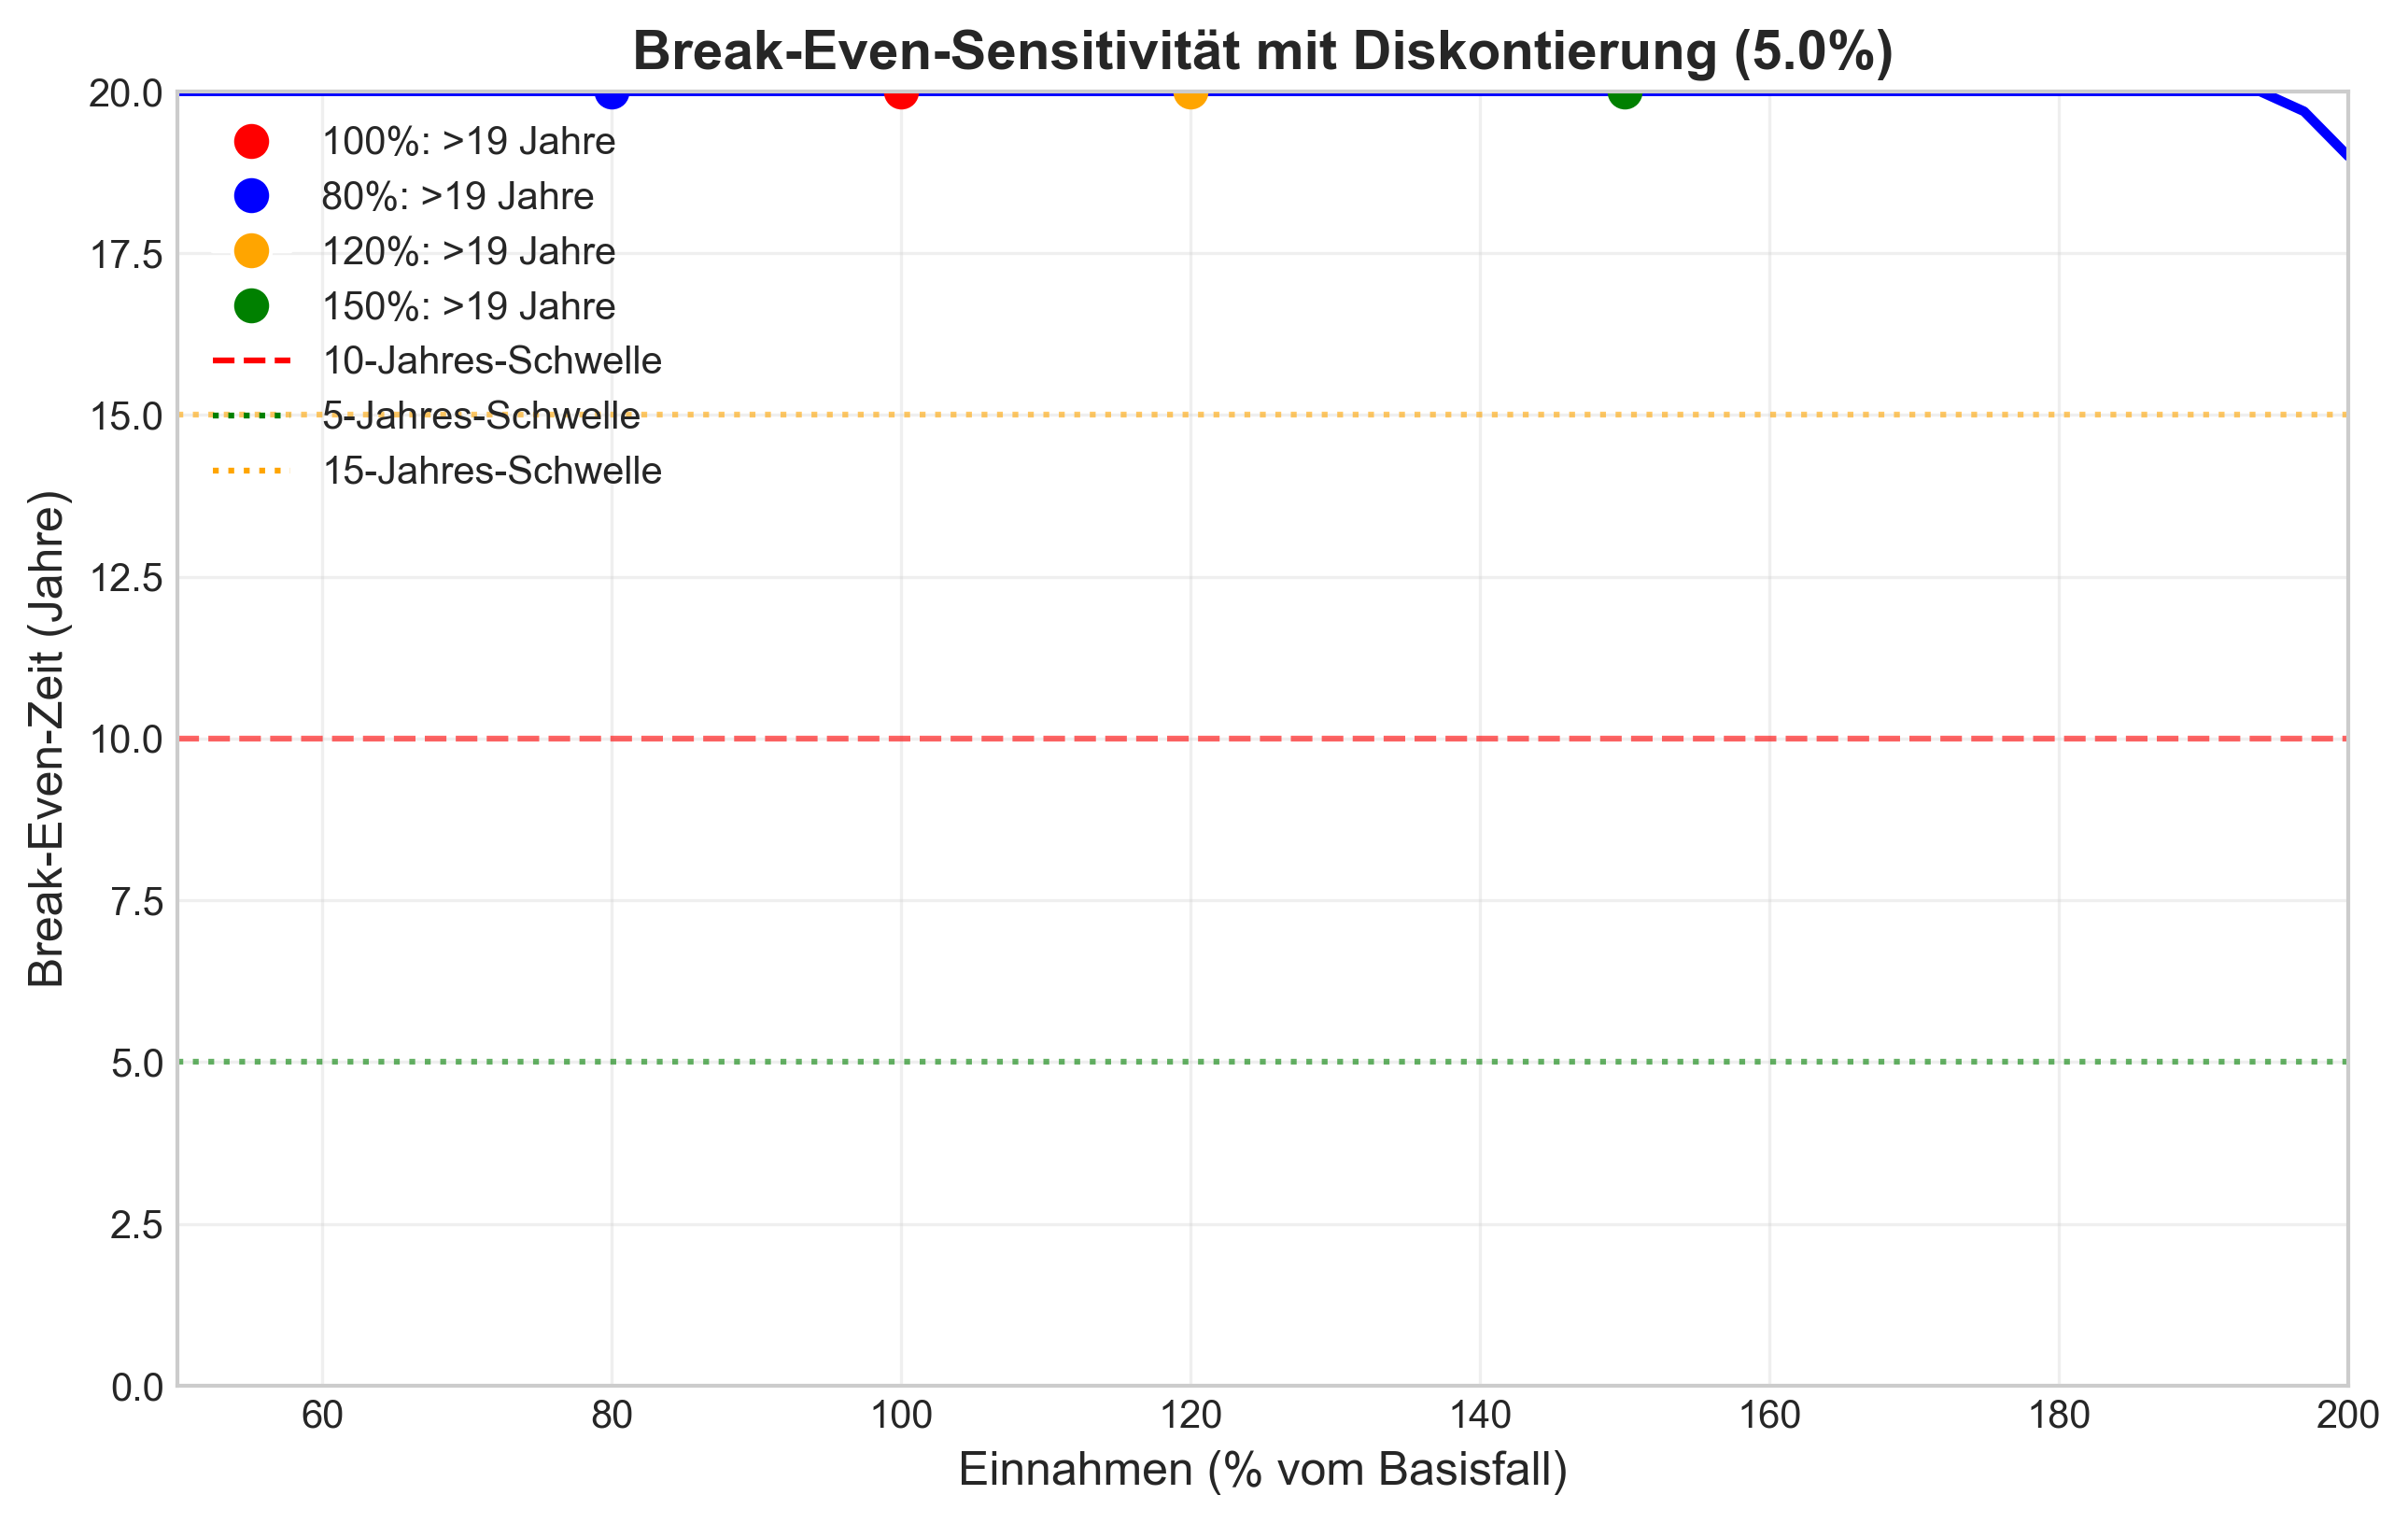 Break-Even-Sensitivität mit Diskontierung (5.0%)
20.0
17.5
15.0
12.5
10.0
7.5
5.0
2.5
0.0
Break-Even-Zeit (Jahre)
100%: >19 Jahre
80%: >19 Jahre
120%: >19 Jahre
150%: >19 Jahre
10-Jahres-Schwelle
5-Jahres-Schwelle
15-Jahres-Schwelle
60 80 100 120 140 160 180 200
Einnahmen (% vom Basisfall)